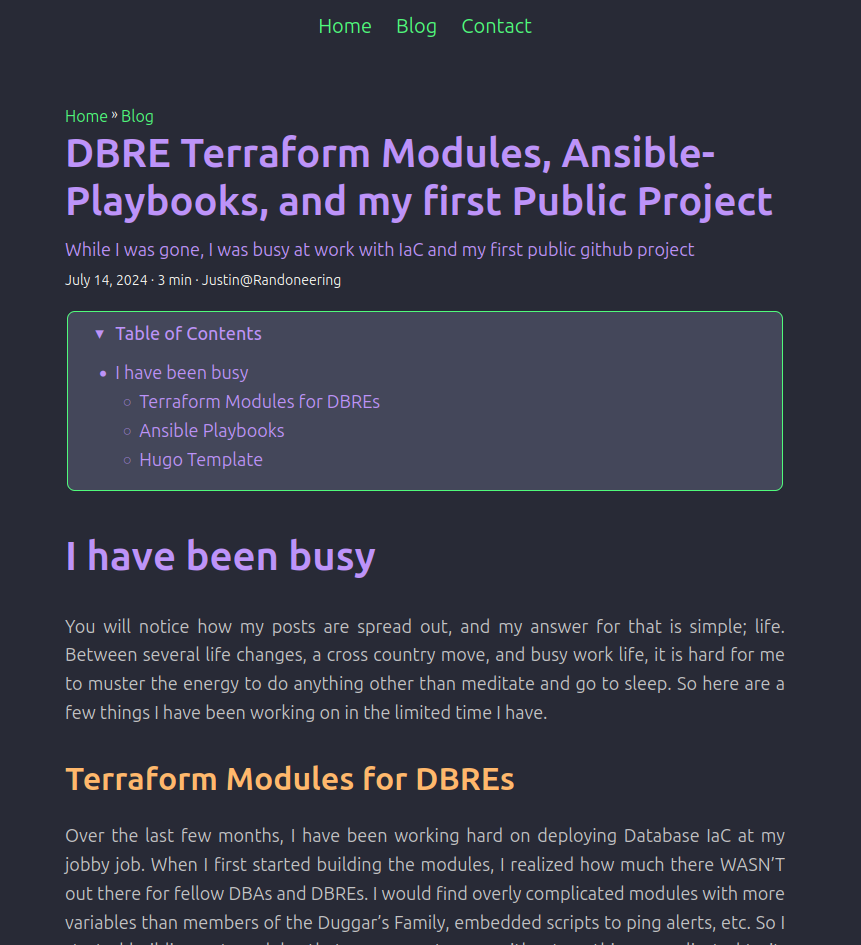 Home Blog Contact
Home » Blog
DBRE Terraform Modules, Ansible-
Playbooks, and my first Public Project
While I was gone, I was busy at work with IaC and my first public github project
July 14, 2024 · 3 min · Justin@Randoneering
▼ Table of Contents
• I have been busy
○ Terraform Modules for DBREs
○ Ansible Playbooks
○ Hugo Template
I have been busy
You will notice how my posts are spread out, and my answer for that is simple; life.
Between several life changes, a cross country move, and busy work life, it is hard for me
to muster the energy to do anything other than meditate and go to sleep. So here are a
few things I have been working on in the limited time I have.
Terraform Modules for DBREs
Over the last few months, I have been working hard on deploying Database IaC at my
jobby job. When I first started building the modules, I realized how much there WASN’T
out there for fellow DBAs and DBREs. I would find overly complicated modules with more
variables than members of the Duggar’s Family, embedded scripts to ping alerts, etc. So I